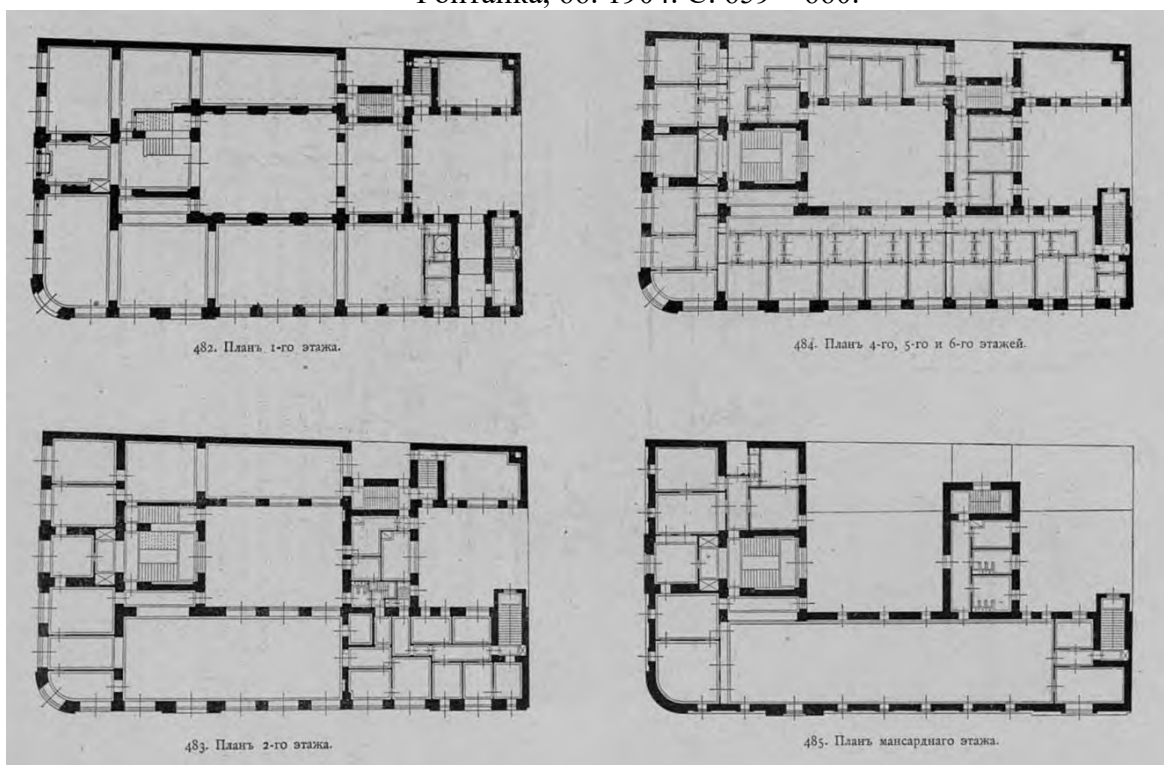 Фонтанка, 66. 1904. С. 659 – 660.
482. Планъ 1-го этажа.
484. Планъ 4-го, 5-го и 6-го этажей.
483. Планъ 2-го этажа.
485. Планъ мансарднаго этажа.